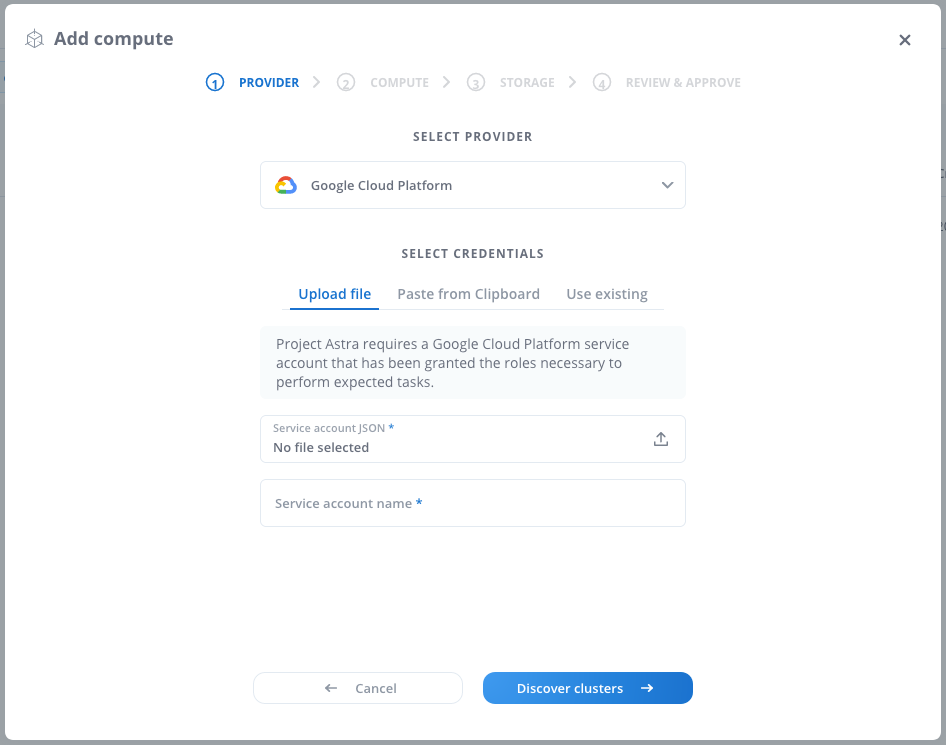 Add compute
1 PROVIDER 2 COMPUTE 3 STORAGE 4 REVIEW & APPROVE
SELECT PROVIDER
Google Cloud Platform
SELECT CREDENTIALS
Upload file Paste from Clipboard Use existing
Project Astra requires a Google Cloud Platform service
account that has been granted the roles necessary to
perform expected tasks.
Service account JSON *
No file selected
Service account name *
Cancel Discover clusters